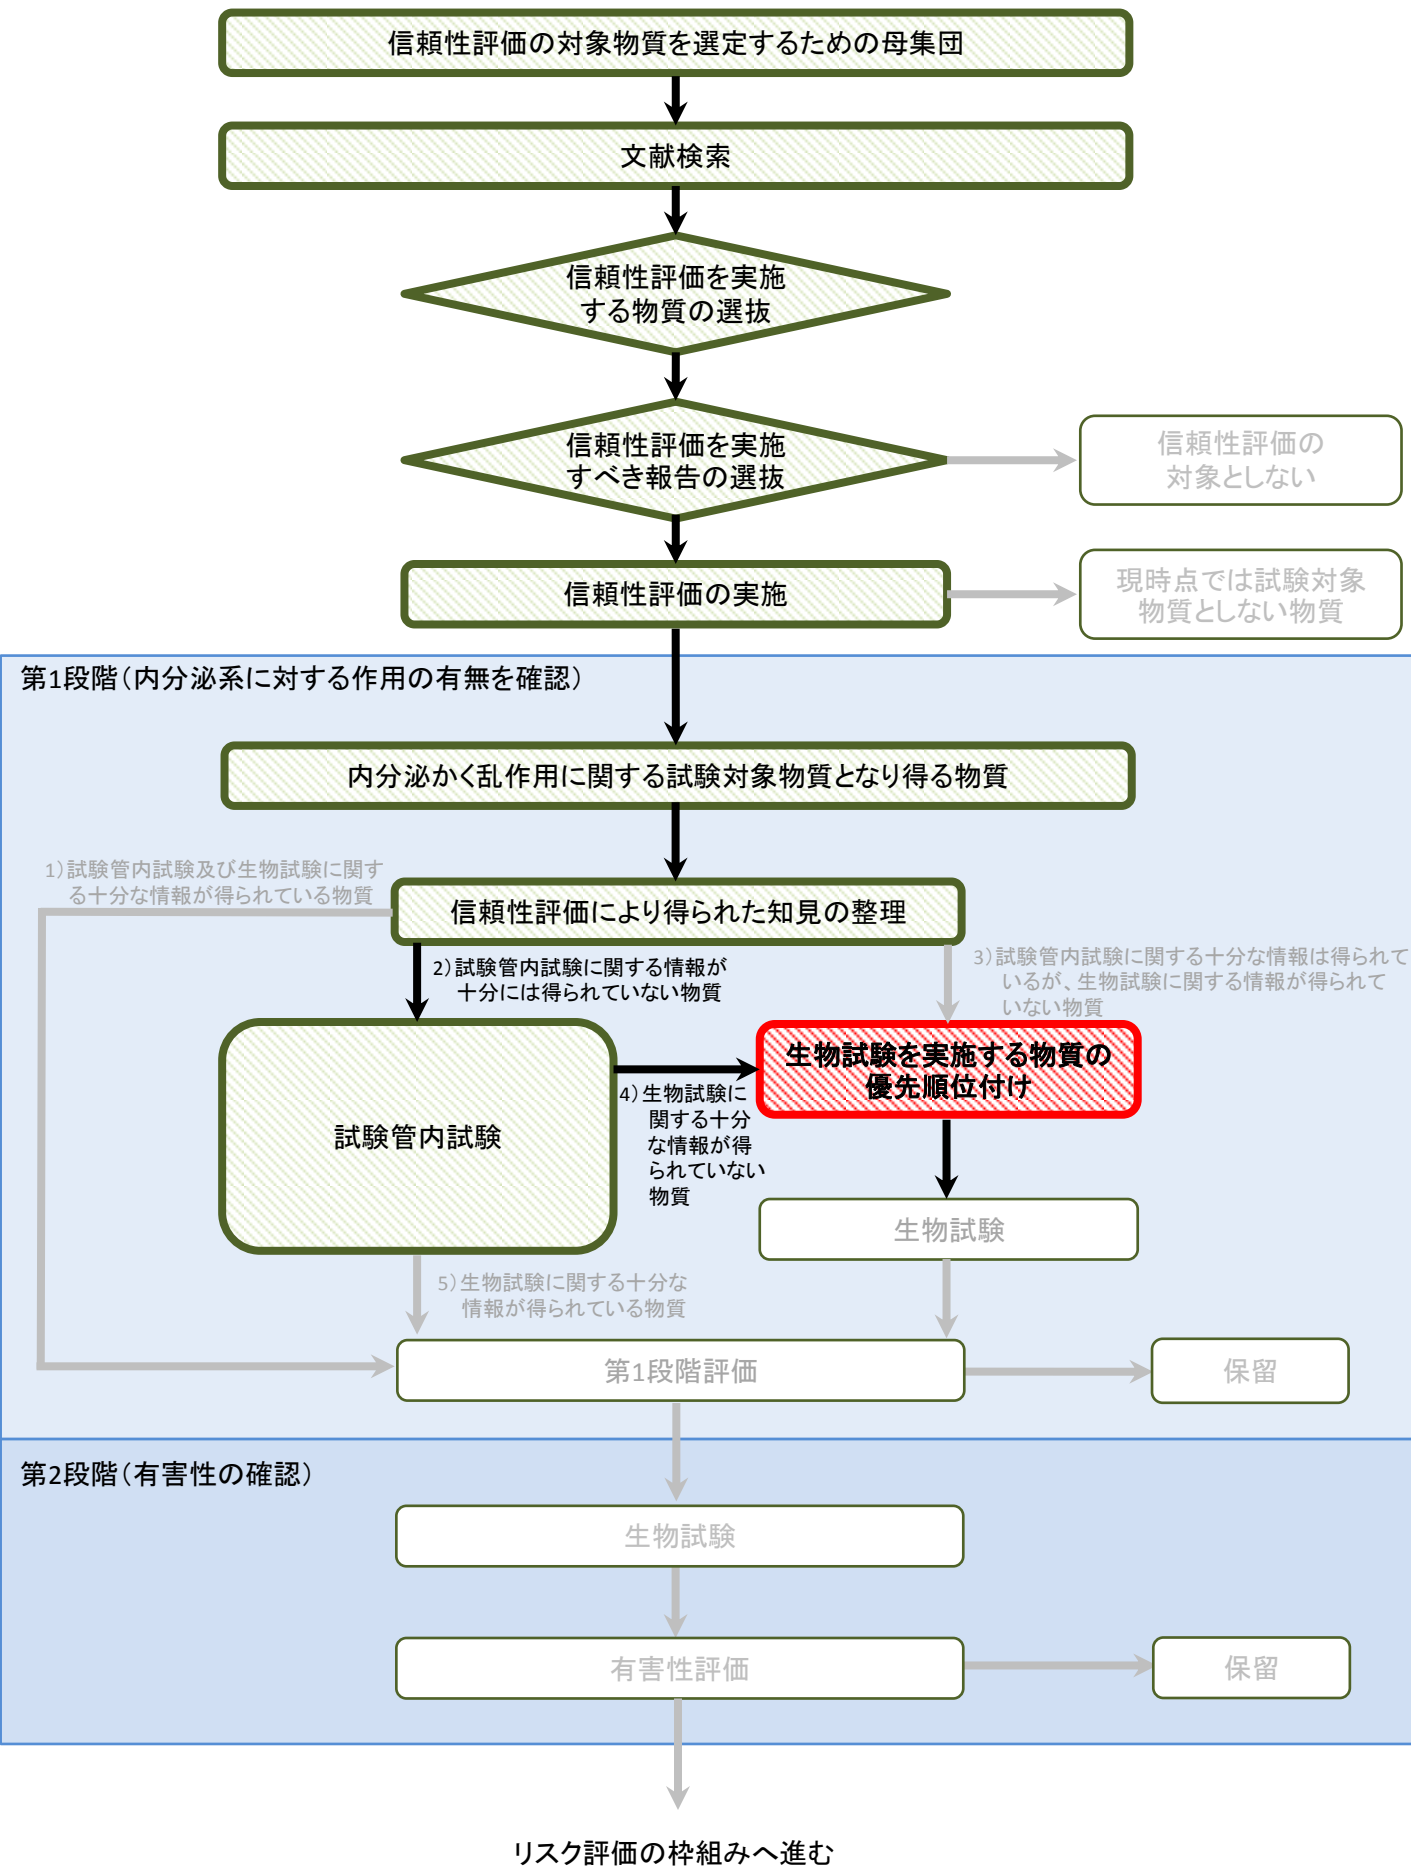 信頼性評価の対象物質を選定するための母集団
文献検索
信頼性評価を実施
する物質の選抜
信頼性評価を実施
すべき報告の選抜
信頼性評価の
対象としない
信頼性評価の実施
現時点では試験対象
物質としない物質
第1段階（内分泌系に対する作用の有無を確認）
内分泌かく乱作用に関する試験対象物質となり得る物質
1）試験管内試験及び生物試験に関す
る十分な情報が得られている物質
信頼性評価により得られた知見の整理
2）試験管内試験に関する情報が
十分には得られていない物質
3）試験管内試験に関する十分な情報は得られて
いるが、生物試験に関する情報が得られて
いない物質
生物試験を実施する物質の
優先順位付け
試験管内試験
4）生物試験に
関する十分
な情報が得
られていない
物質
生物試験
5）生物試験に関する十分な
情報が得られている物質
第1段階評価
保留
第2段階（有害性の確認）
生物試験
有害性評価
保留
リスク評価の枠組みへ進む